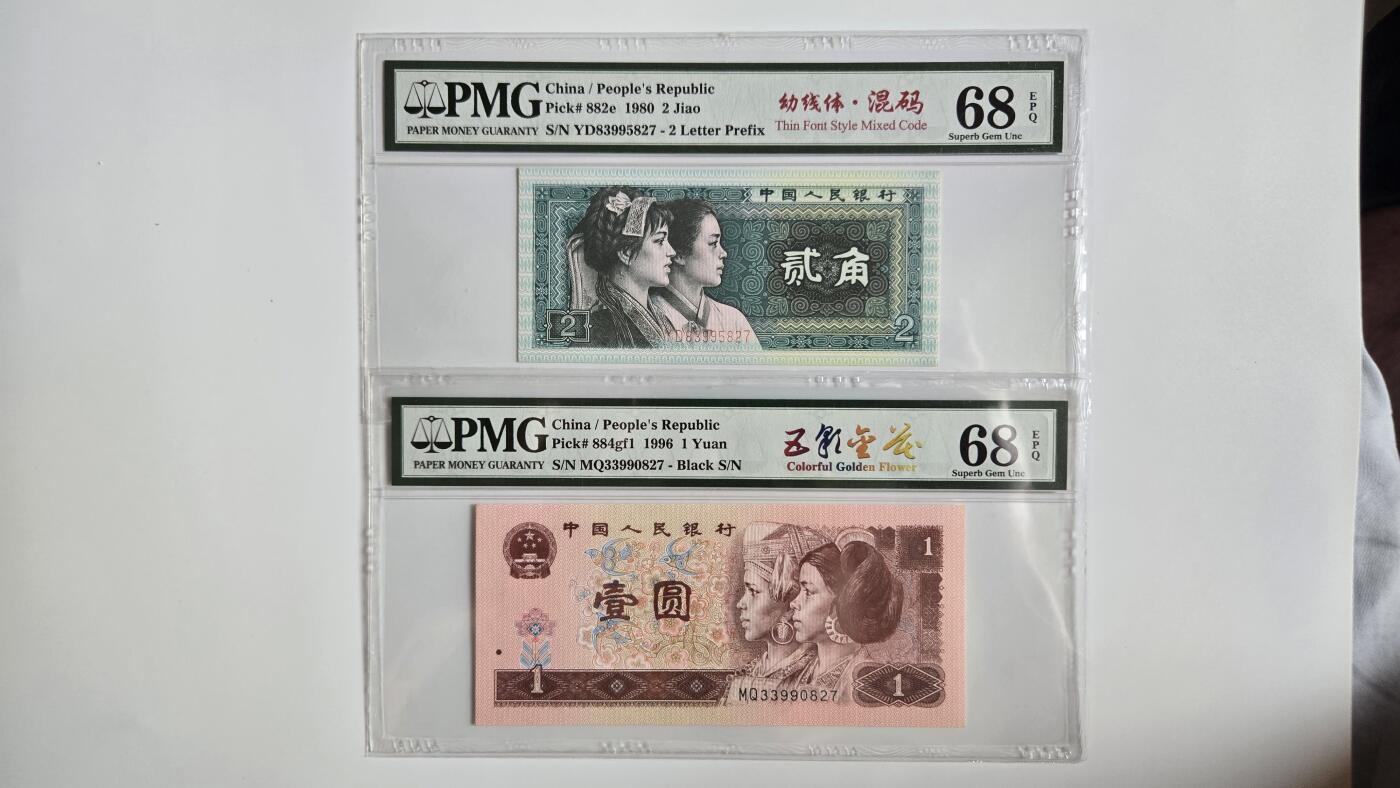 PMG
PAPER MONEY GUARANTY
China / People's Republic
Pick# 882e 1980 2 Jiao
S/N YD83995827 - 2 Letter Prefix
幼线体·混码
Thin Font Style Mixed Code
68
EPQ
Superb Gem Unc
中国人民银行
贰角
2
YD83995827
2
PMG
PAPER MONEY GUARANTY
China / People's Republic
Pick# 884gf1 1996 1 Yuan
S/N MQ33990827 - Black S/N
五彩金花
Colorful Golden Flower
68
EPQ
Superb Gem Unc
中国人民银行
1
壹圆
1
MQ33990827
1